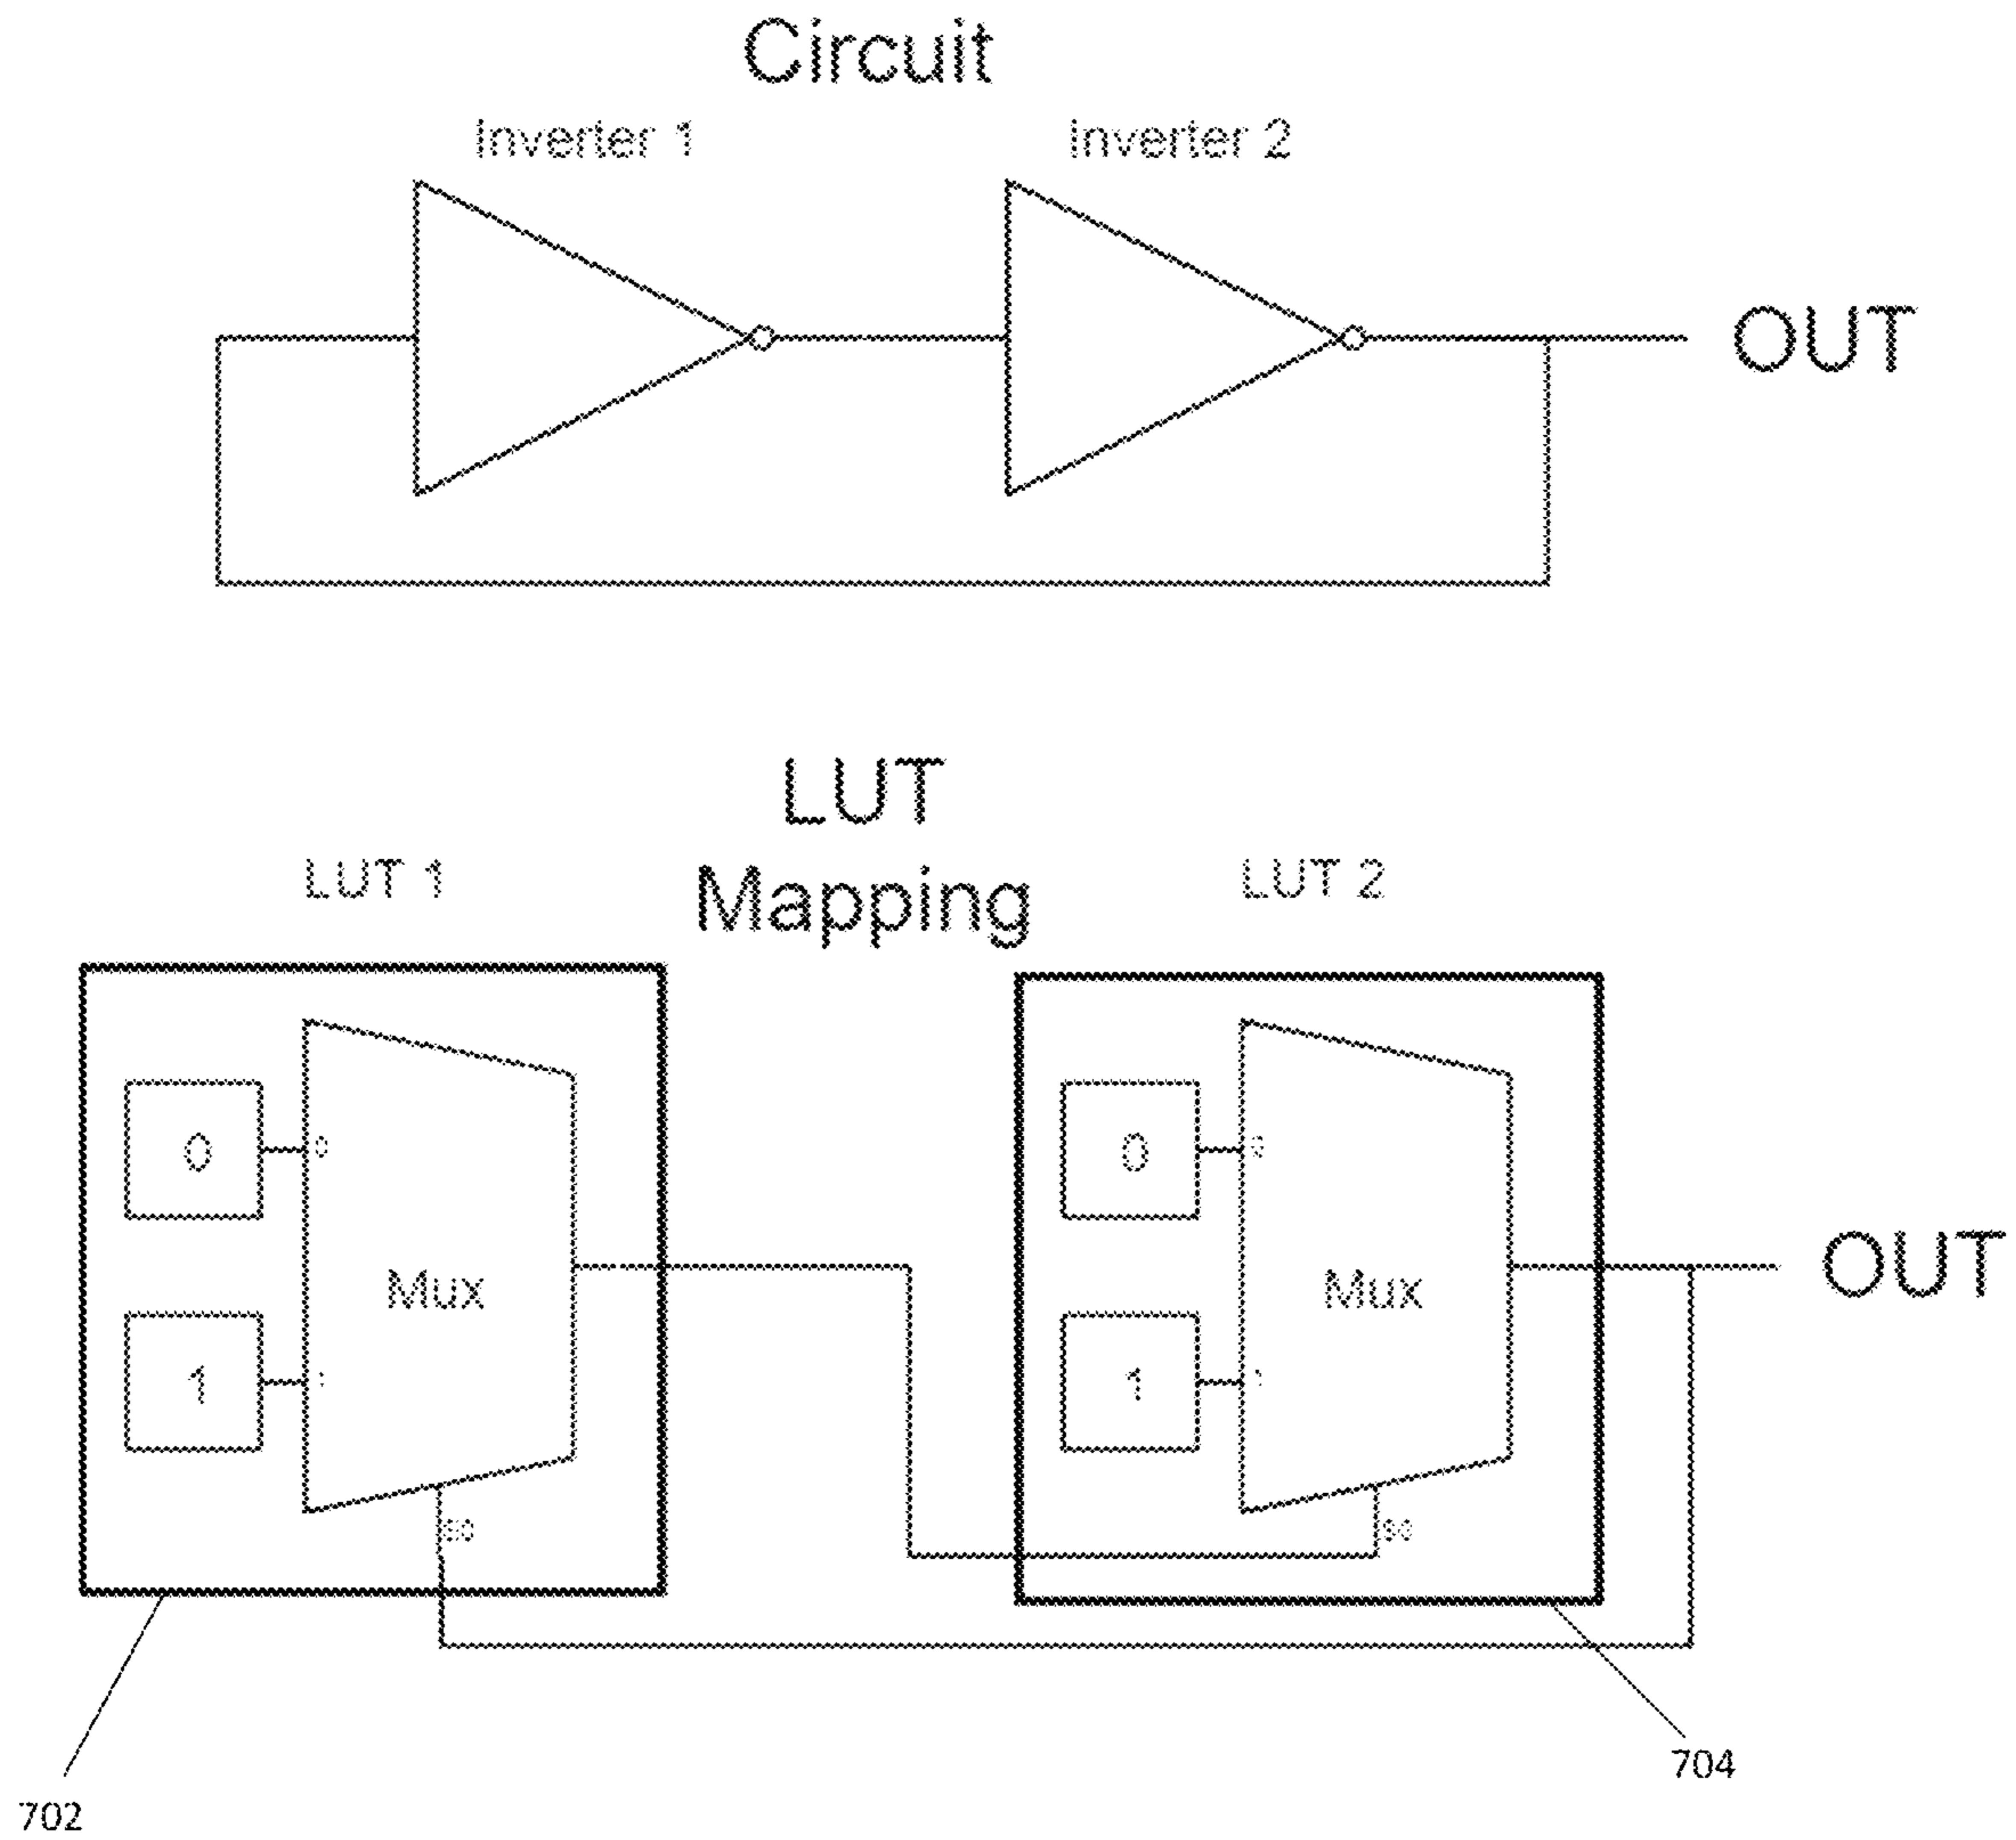 Circuit
Inverter 1
Inverter 2
OUT
LUT
Mapping
LUT 1
LUT 2
0
0
Mux
1
0
Mux
1
OUT
702
704